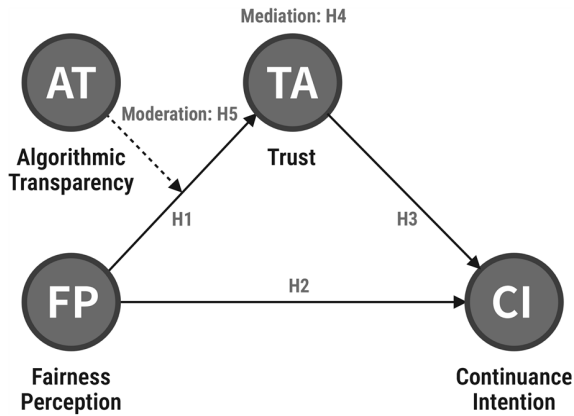 Mediation: H4
AT
TA
Moderation: H5
Algorithmic
Transparency
Trust
H1
H3
FP
H2
CI
Fairness
Perception
Continuance
Intention